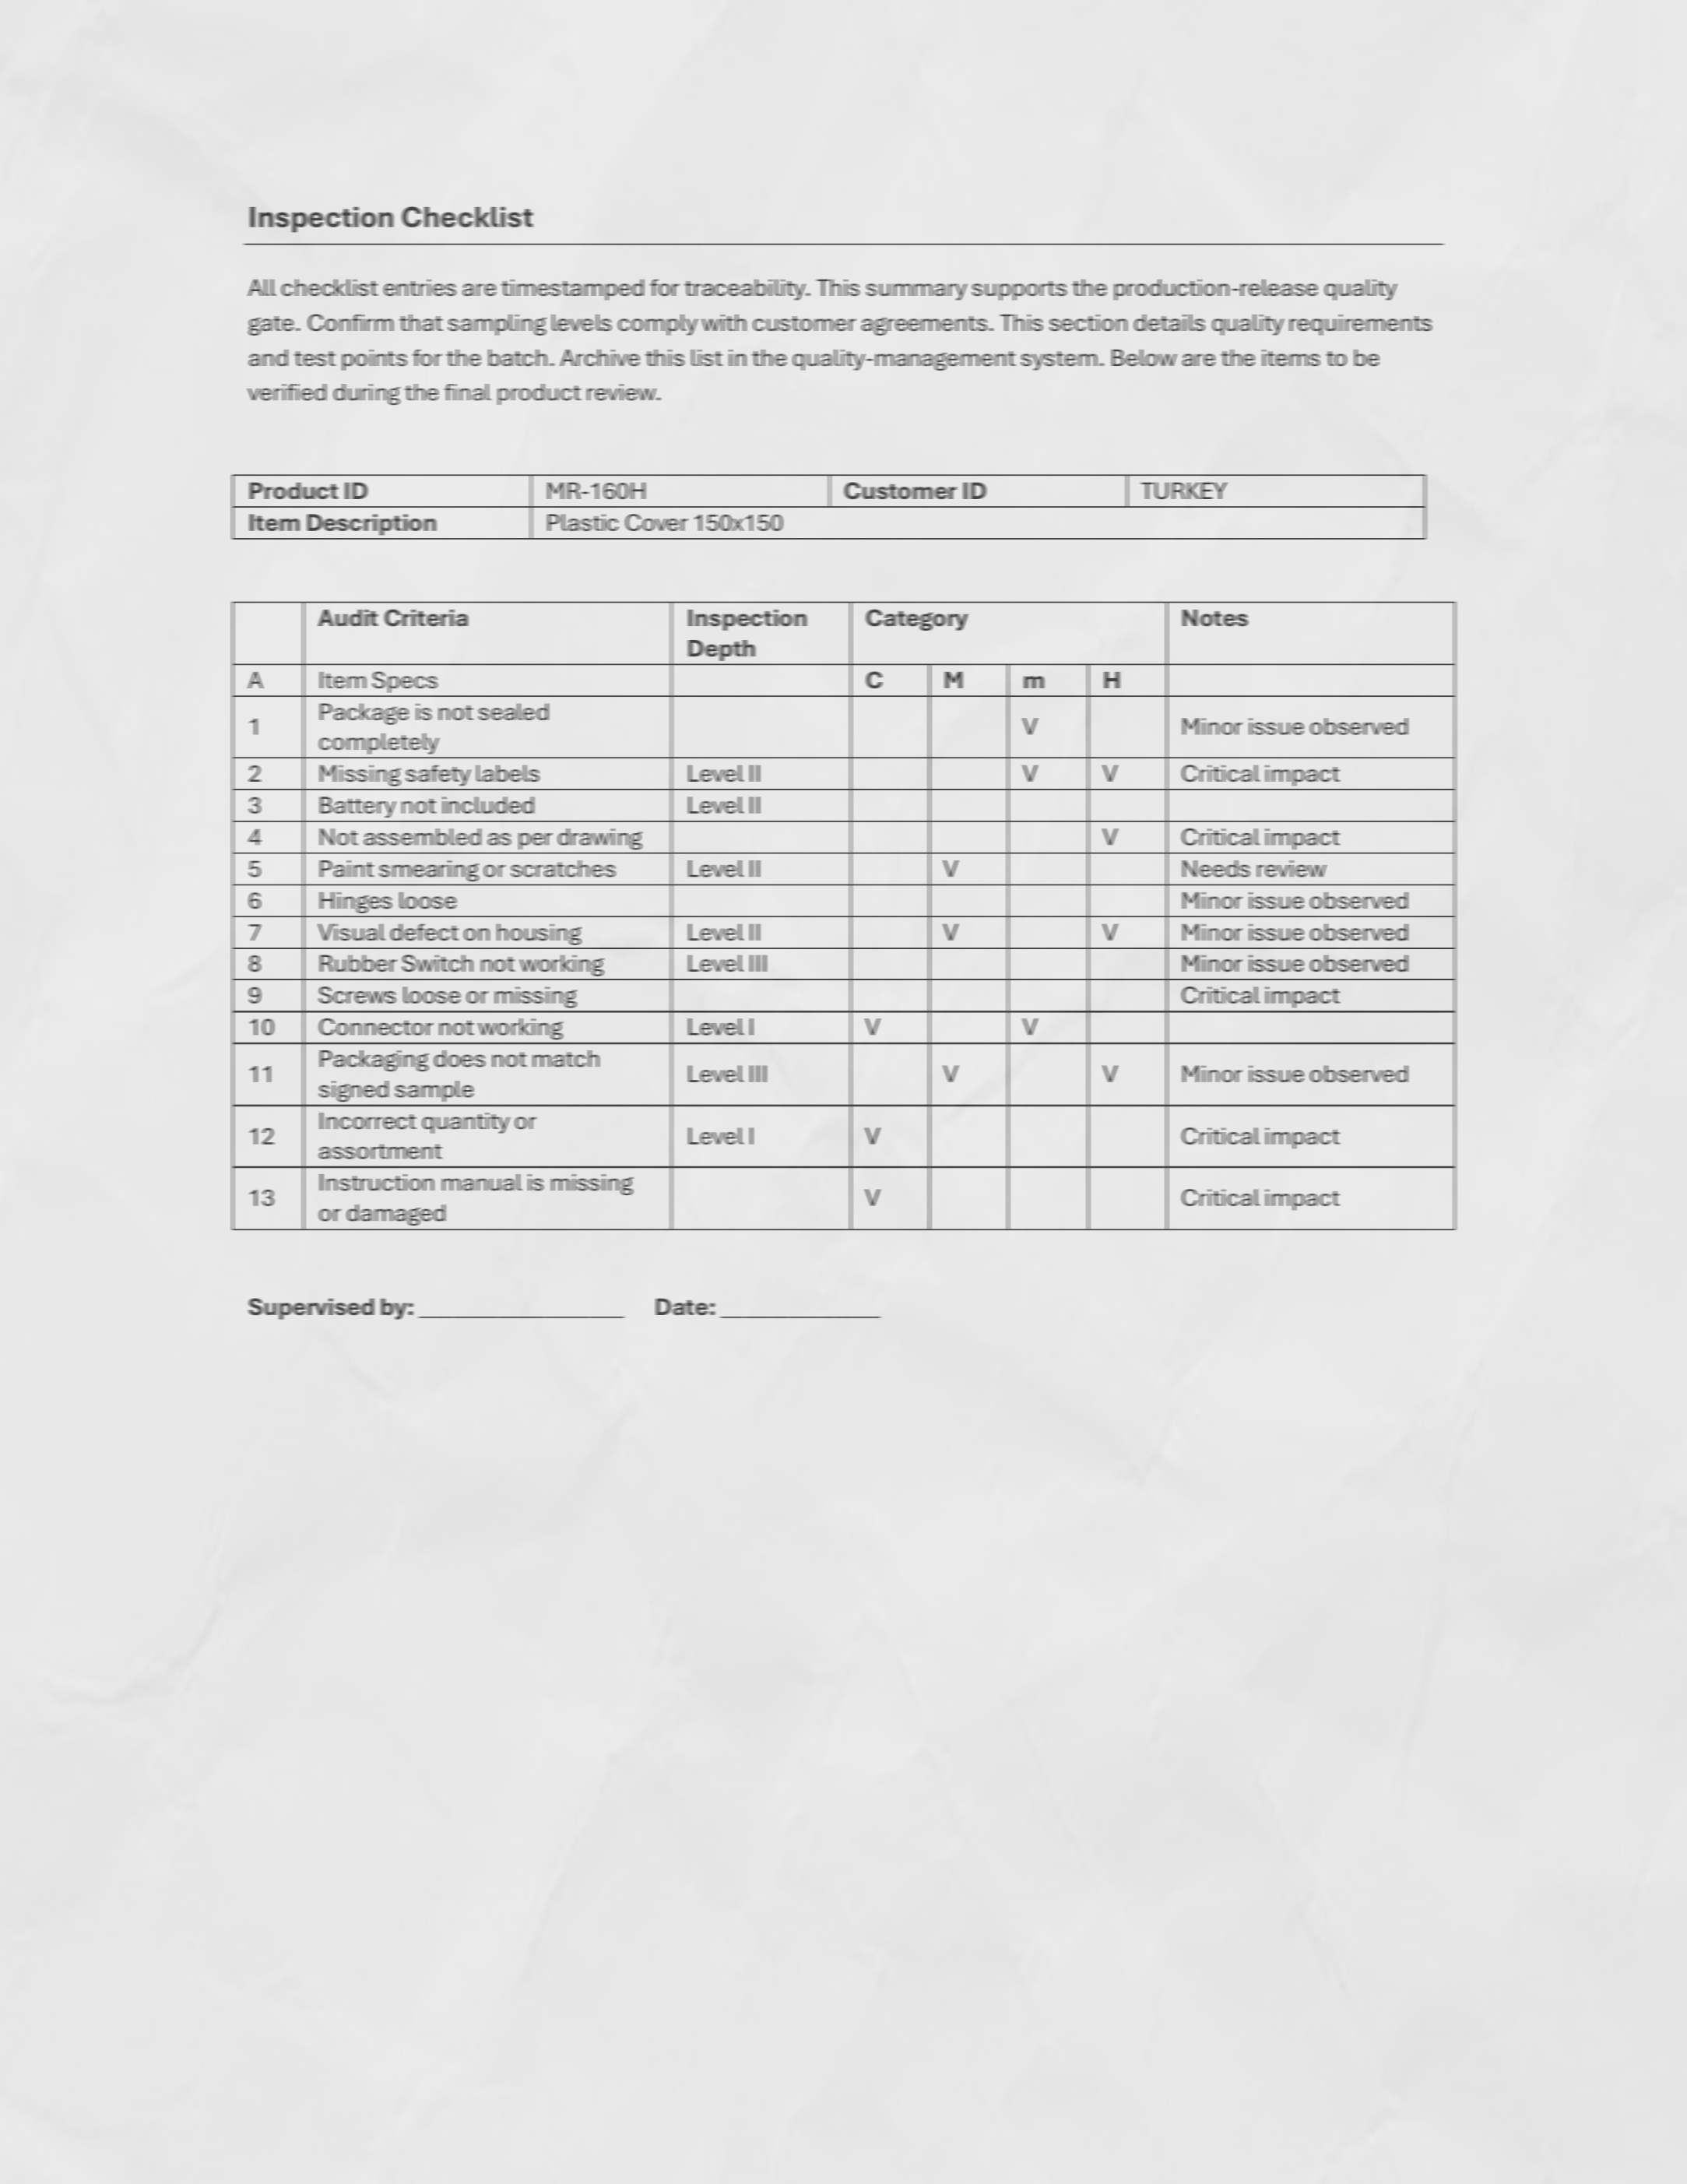 Inspection Checklist
All checklist entries are timestamped for traceability. This summary supports the production-release quality
gate. Confirm that sampling levels comply with customer agreements. This section details quality requirements
and test points for the batch. Archive this list in the quality-management system. Below are the items to be
verified during the final product review.
Product ID MR-160H Customer ID TURKEY
Item Description Plastic Cover 150x150
Audit Criteria Inspection Depth Category Notes
A Item Specs C M m H
1 Package is not sealed completely V Minor issue observed
2 Missing safety labels Level II V V Critical impact
3 Battery not included Level II
4 Not assembled as per drawing V Critical impact
5 Paint smearing or scratches Level II V Needs review
6 Hinges loose Minor issue observed
7 Visual defect on housing Level II V V Minor issue observed
8 Rubber Switch not working Level III Minor issue observed
9 Screws loose or missing Critical impact
10 Connector not working Level I V V
11 Packaging does not match signed sample Level III V V Minor issue observed
12 Incorrect quantity or assortment Level I V Critical impact
13 Instruction manual is missing or damaged V Critical impact
Supervised by: Date: